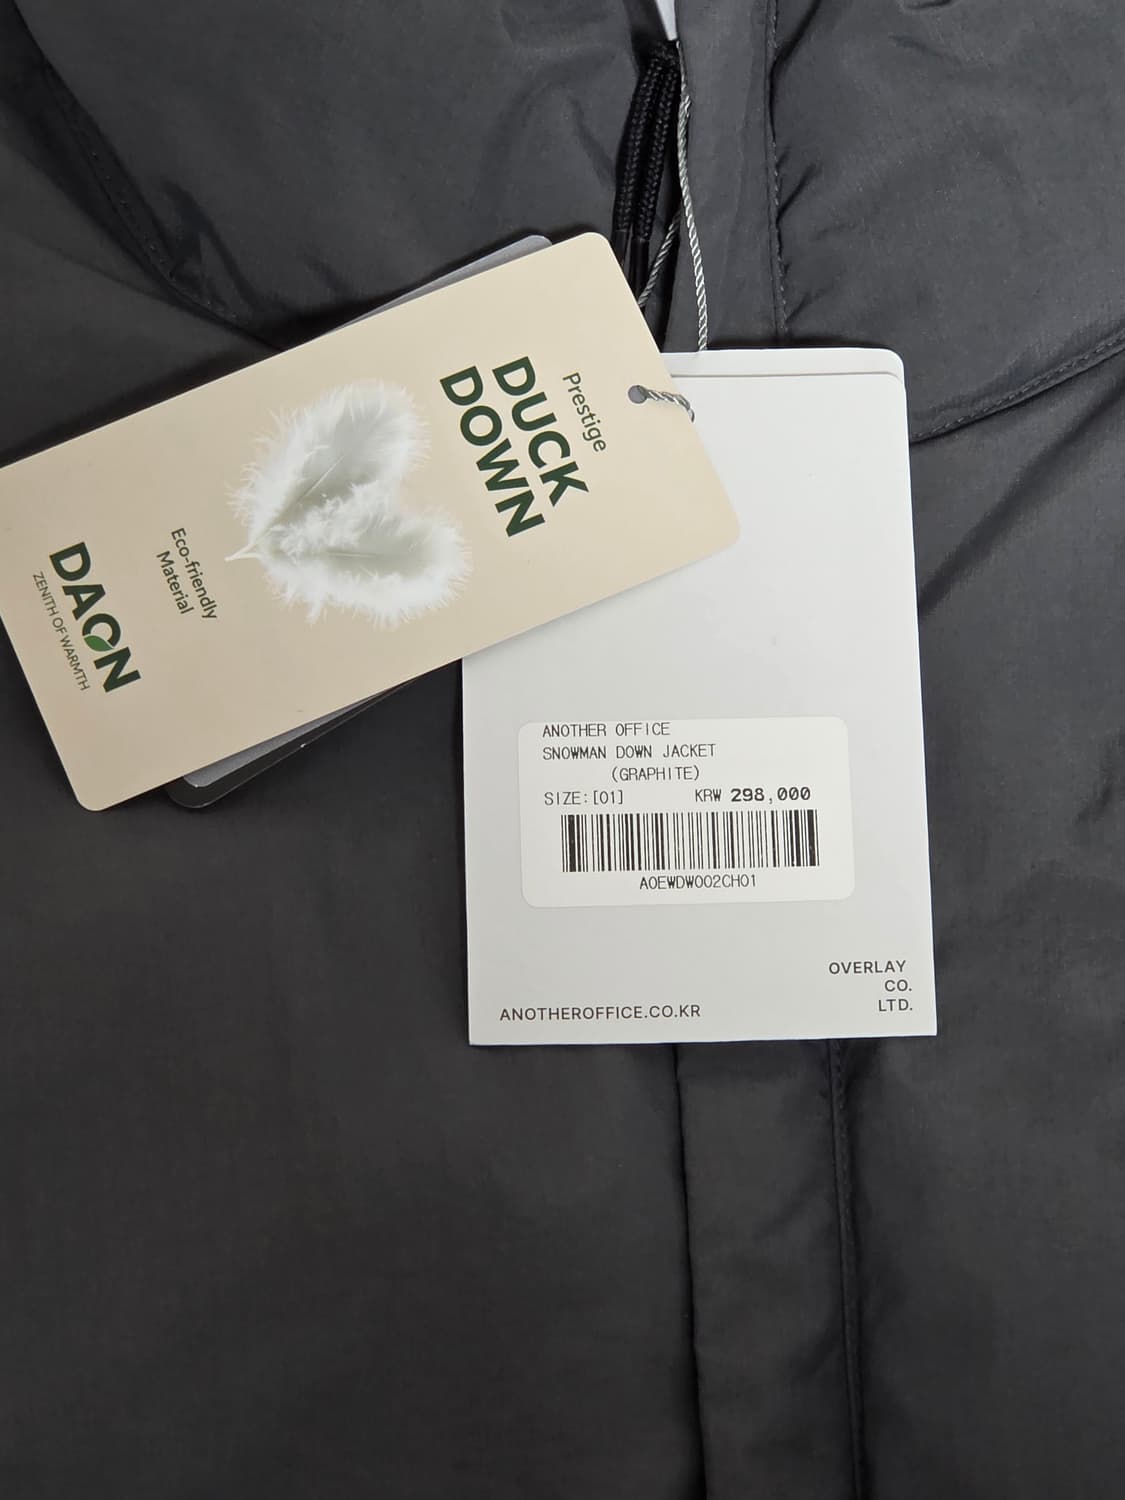 Prestige
DUCK
DOWN
Eco-friendly
Material
DAON
ZENITH OF WARMTH
ANOTHER OFFICE
SNOWMAN DOWN JACKET
(GRAPHITE)
SIZE:[01] KRW 298,000
AOEWDW002CH01
ANOTHEROFFICE.CO.KR
OVERLAY
CO.
LTD.